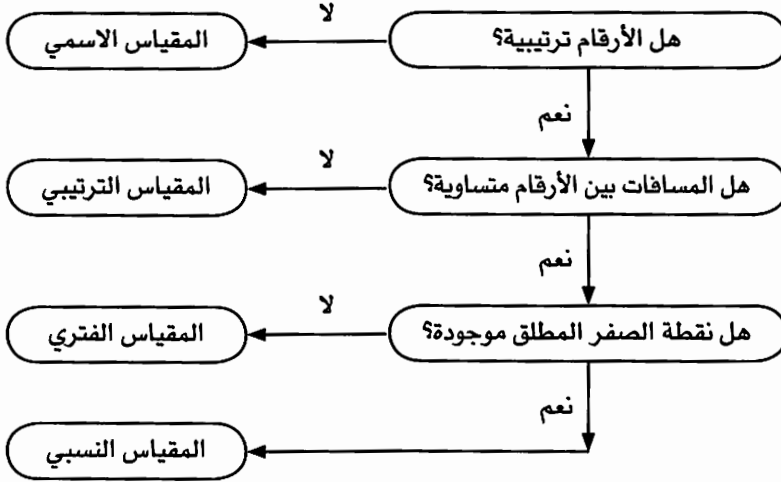 هل الأرقام ترتيبية؟
لا
المقياس الاسمي
نعم
هل المسافات بين الأرقام متساوية؟
لا
المقياس الترتيبي
نعم
هل نقطة الصفر المطلق موجودة؟
لا
المقياس الفتري
نعم
المقياس النسبي